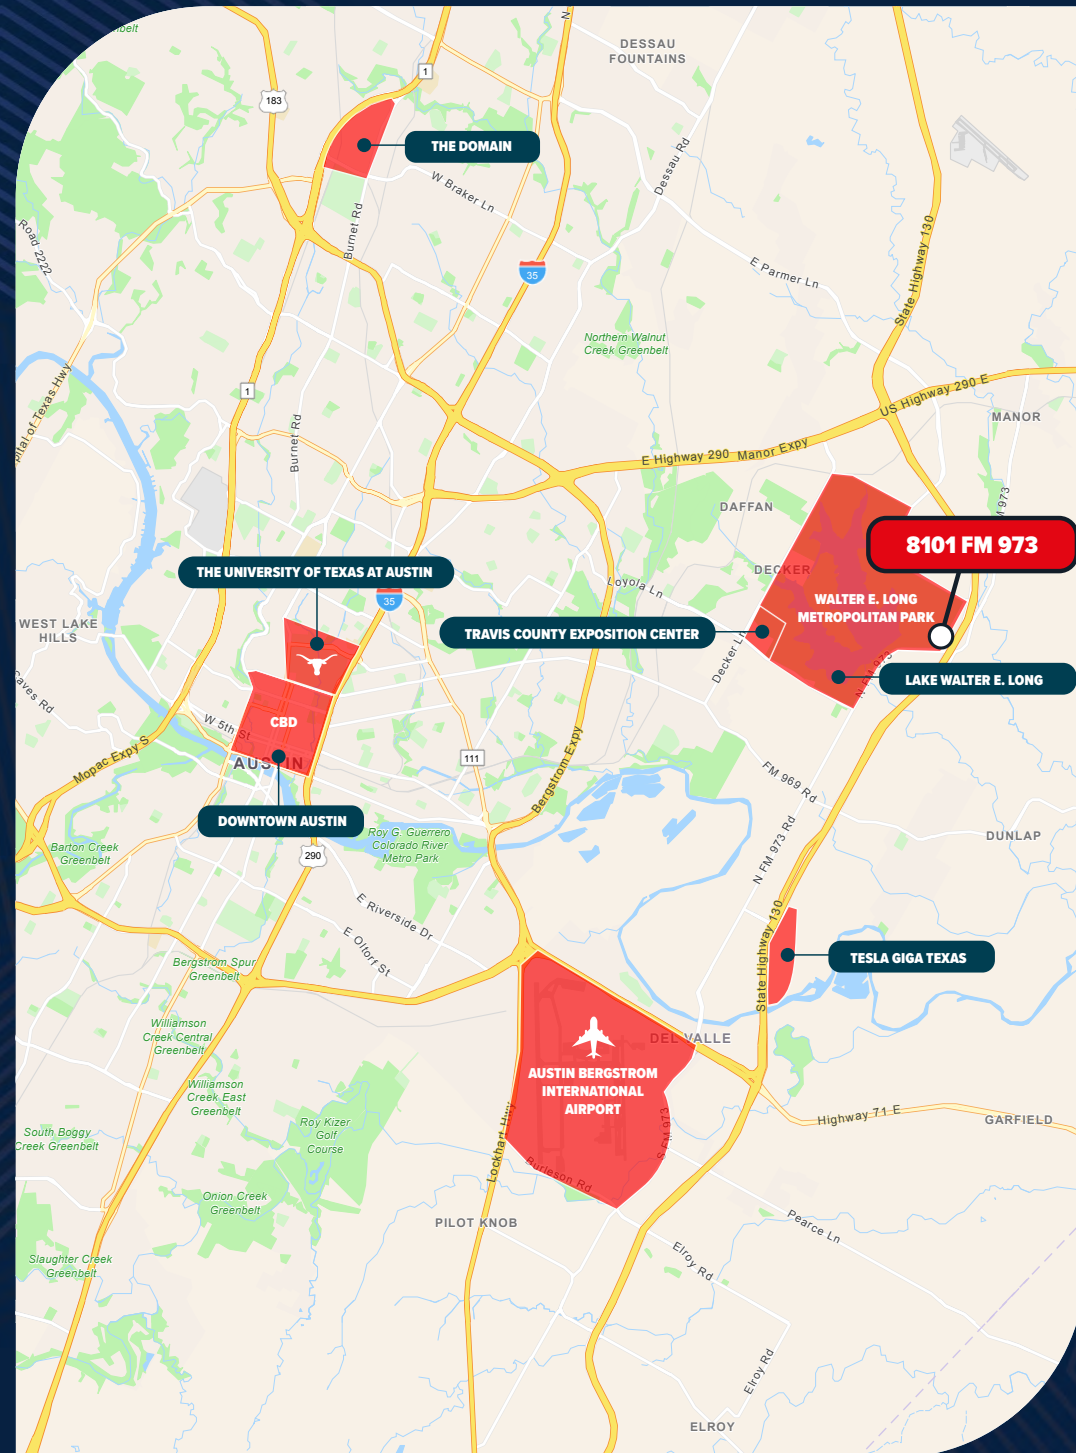 DESSAU
FOUNTAINS
N
1
183
THE DOMAIN
W Braker Ln
Dessau Rd
Burnet Rd
Road 2222
35
E Parmer Ln
State Highway 130
Northern Walnut
Creek Greenbelt
1
US Highway 290 E
MANOR
Burnet Rd
E Highway 290
Manor Expy
DAFFAN
8101 FM 973
DECKER
THE UNIVERSITY OF TEXAS AT AUSTIN
Loyola Ln
35
WALTER E. LONG
METROPOLITAN PARK
WEST LAKE
HILLS
TRAVIS COUNTY EXPOSITION CENTER
Decker Ln
N FM 973
LAKE WALTER E. LONG
W 5th St
CBD
AUSTIN
Mopac Expy S
111
Bergstrom Expy
FM 969 Rd
DOWNTOWN AUSTIN
Roy G. Guerrero
Colorado River
Metro Park
Barton Creek
Greenbelt
290
DUNLAP
N FM 973 Rd
E Riverside Dr
E Oltorf St
State Highway 130
TESLA GIGA TEXAS
Bergstrom Spur
Greenbelt
Williamson
Creek Central
Greenbelt
DEL VALLE
AUSTIN BERGSTROM
INTERNATIONAL
AIRPORT
Williamson
Creek East
Greenbelt
Roy Kizer
Golf
Course
Highway 71 E
GARFIELD
Lockhart Hwy
S FM 973
South Boggy
Creek Greenbelt
Burleson Rd
Onion Creek
Greenbelt
PILOT KNOB
Pearce Ln
Elroy Rd
Slaughter Creek
Greenbelt
Elroy Rd
ELROY